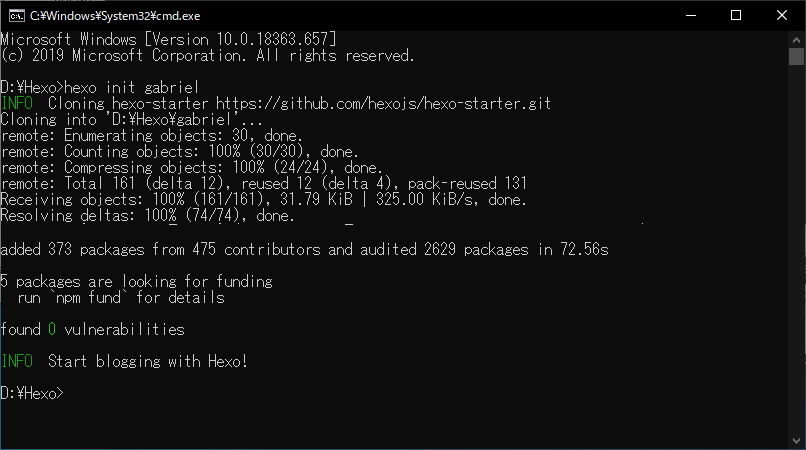 C:¥Windows¥System32¥cmd.exe
Microsoft Windows [Version 10.0.18363.657]
(c) 2019 Microsoft Corporation. All rights reserved.
D:¥Hexo>hexo init gabriel
INFO  Cloning hexo-starter https://github.com/hexojs/hexo-starter.git
Cloning into 'D:¥Hexo¥gabriel'...
remote: Enumerating objects: 30, done.
remote: Counting objects: 100% (30/30), done.
remote: Compressing objects: 100% (24/24), done.
remote: Total 161 (delta 12), reused 12 (delta 4), pack-reused 131
Receiving objects: 100% (161/161), 31.79 KiB | 325.00 KiB/s, done.
Resolving deltas: 100% (74/74), done.
added 373 packages from 475 contributors and audited 2629 packages in 72.56s
5 packages are looking for funding
  run `npm fund` for details
found 0 vulnerabilities
INFO  Start blogging with Hexo!
D:¥Hexo>